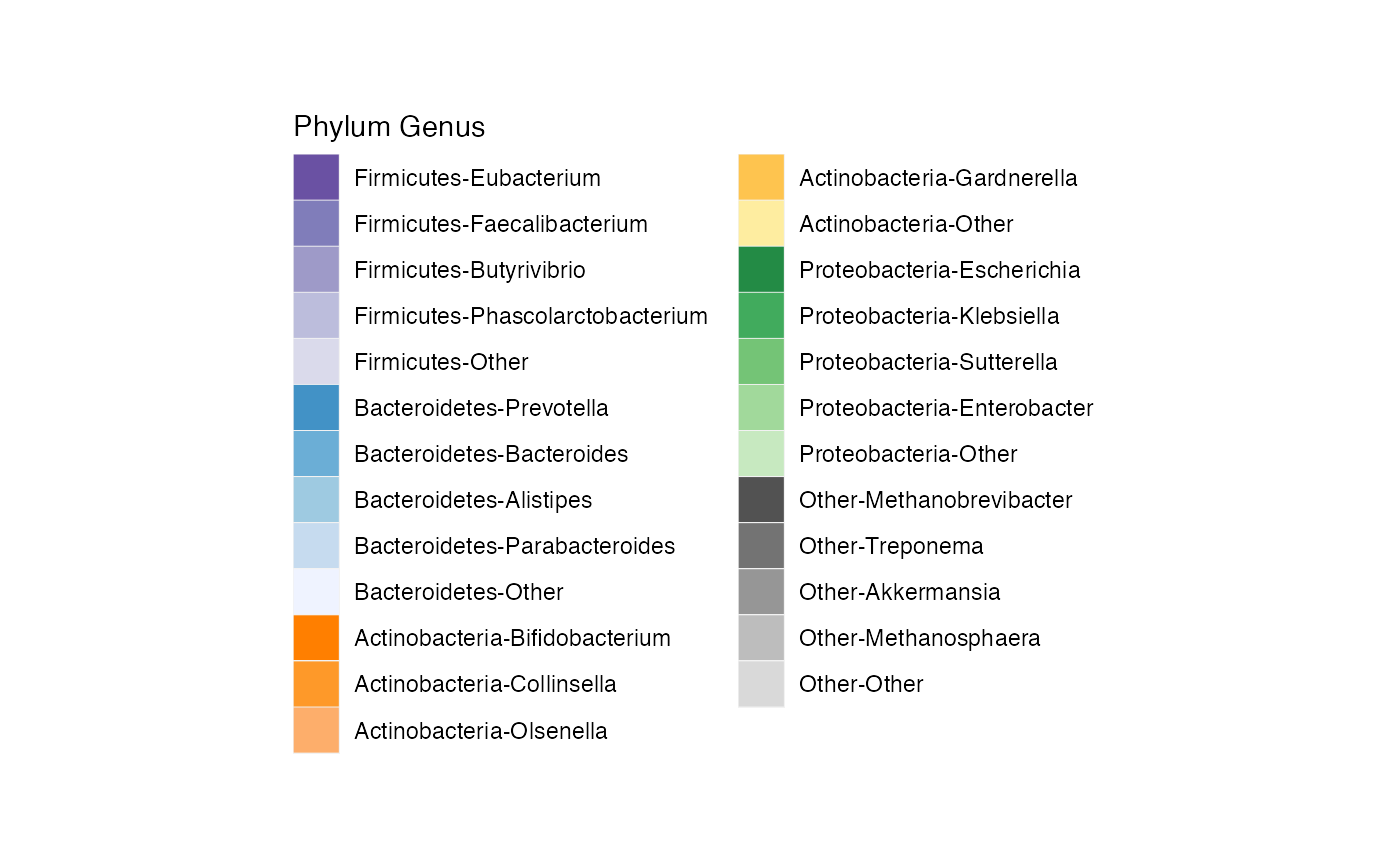 Phylum Genus
Firmicutes-Eubacterium
Firmicutes-Faecalibacterium
Firmicutes-Butyrivibrio
Firmicutes-Phascolarctobacterium
Firmicutes-Other
Bacteroidetes-Prevotella
Bacteroidetes-Bacteroides
Bacteroidetes-Alistipes
Bacteroidetes-Parabacteroides
Bacteroidetes-Other
Actinobacteria-Bifidobacterium
Actinobacteria-Collinsella
Actinobacteria-Olsenella
Actinobacteria-Gardnerella
Actinobacteria-Other
Proteobacteria-Escherichia
Proteobacteria-Klebsiella
Proteobacteria-Sutterella
Proteobacteria-Enterobacter
Proteobacteria-Other
Other-Methanobrevibacter
Other-Treponema
Other-Akkermansia
Other-Methanosphaera
Other-Other